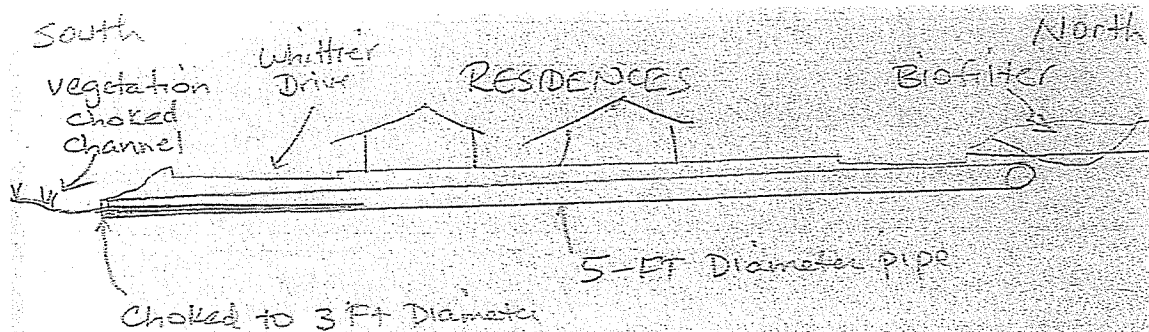 South
North
Whittier
Drive
RESIDENCES
Biofilter
vegetation
choked
channel
5-FT Diameter pipe
Choked to 3 Ft Diameter